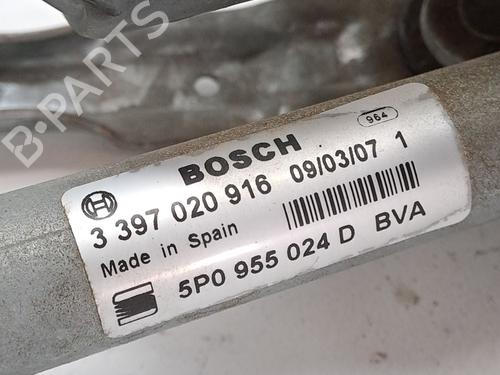 B-PARTS
964
BOSCH
3 397 020 916 09/03/07 1
Made in Spain
5P0 955 024 D BVA